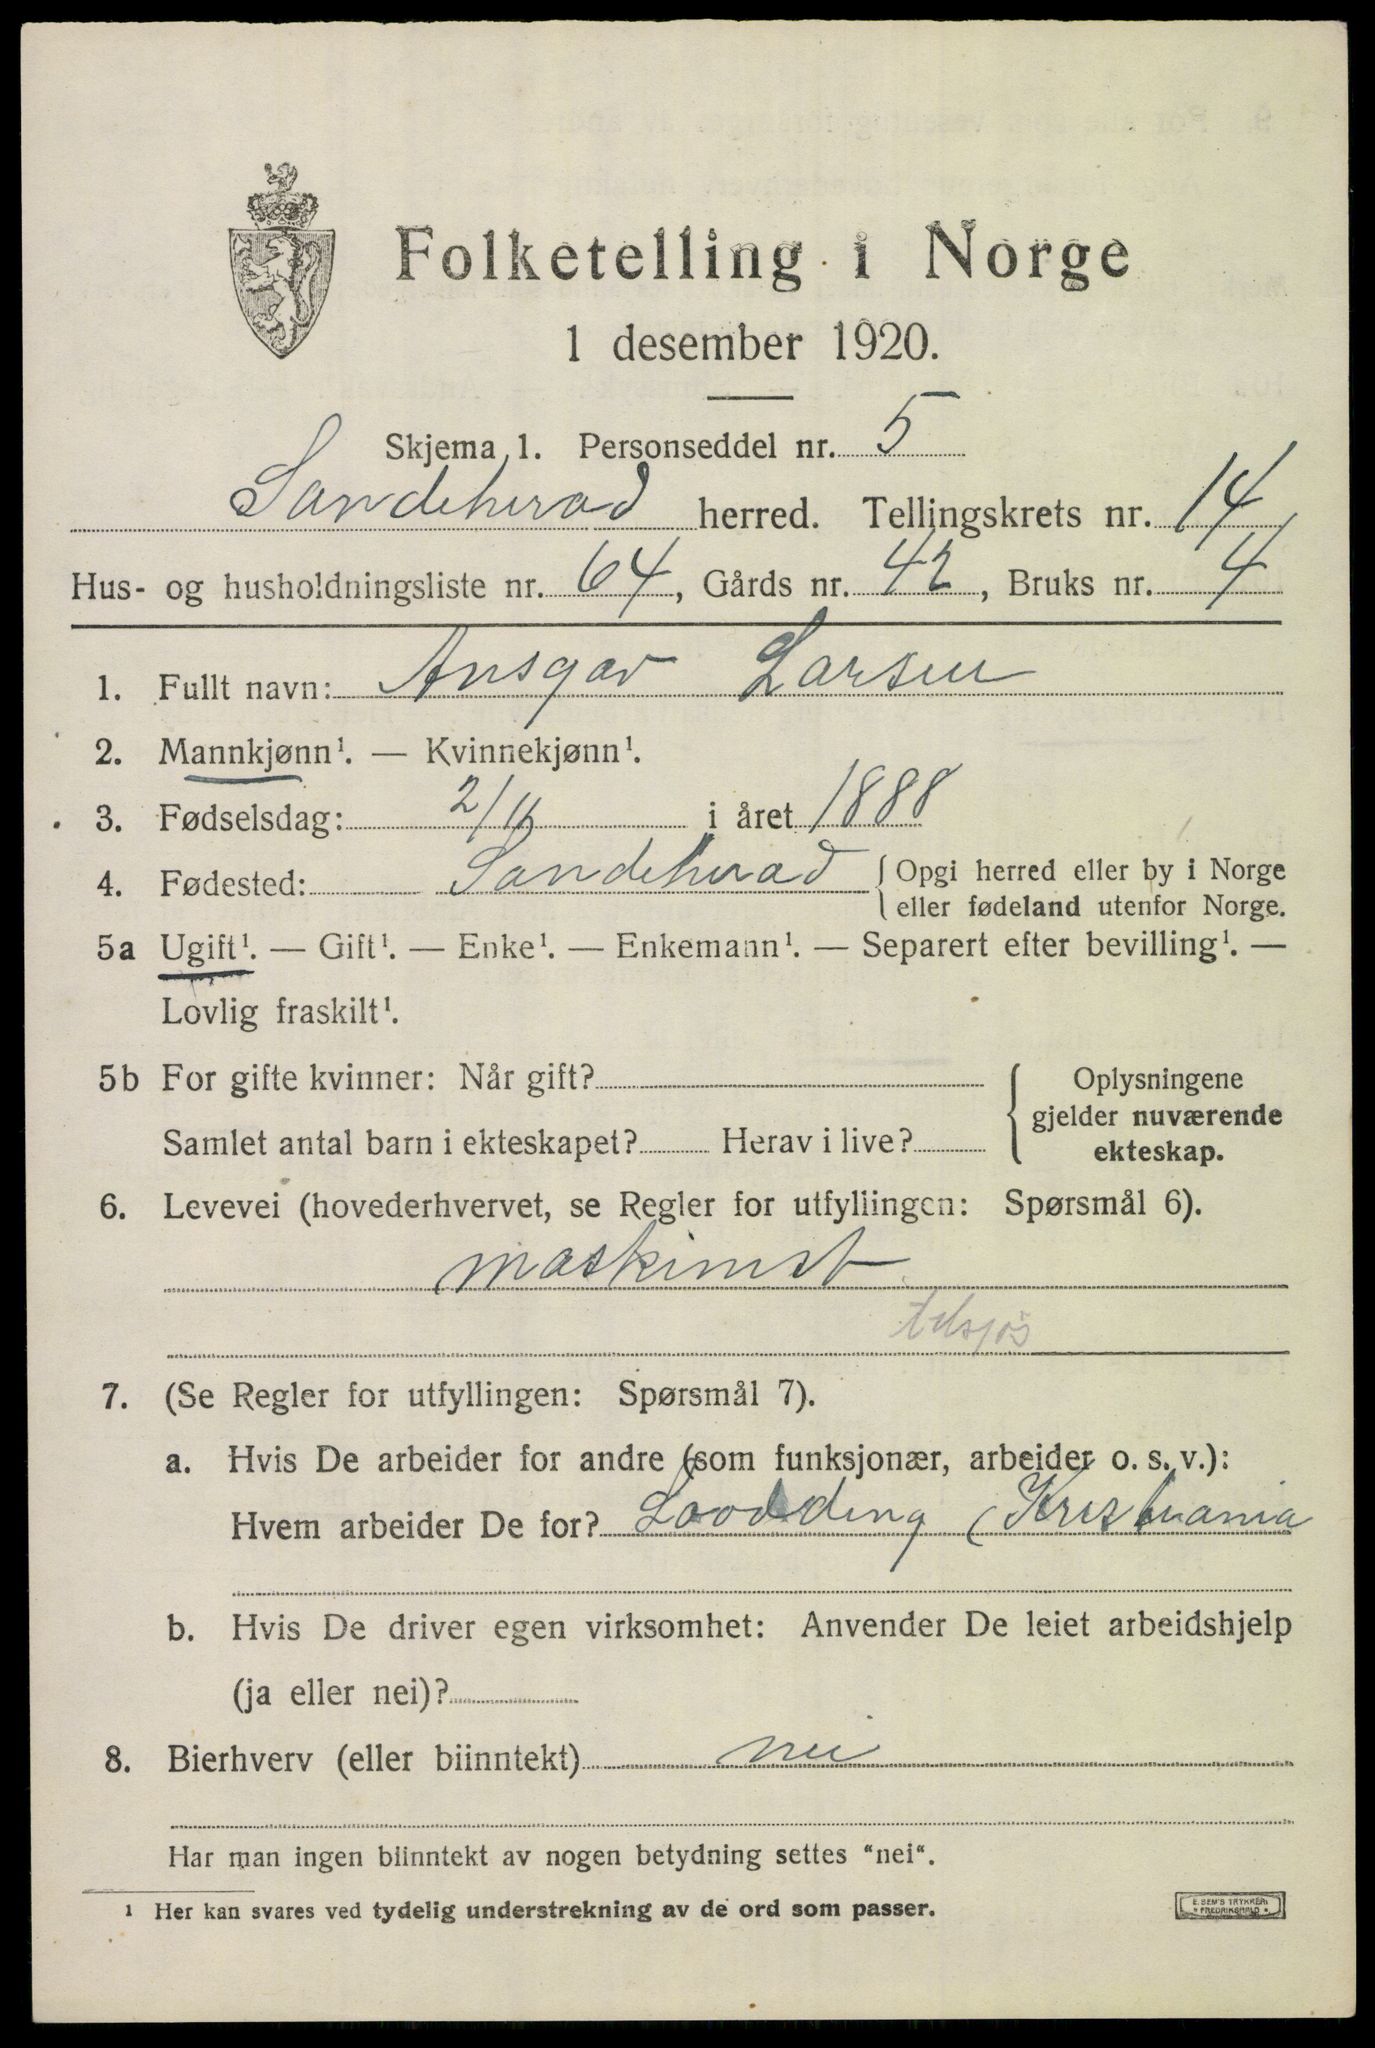 Folketelling i Norge
1 desember 1920.
Skjema 1. Personseddel nr. 5
Sandeherad herred. Tellingskrets nr. 14
Hus- og husholdningsliste nr. 64, Gårds nr. 42, Bruks nr. 4
1. Fullt navn: Ansgar Larsen
2. Mannkjønn¹. — Kvinnekjønn¹.
3. Fødselsdag: 2/11 i året 1888
4. Fødested: Sandeherad { Opgi herred eller by i Norge
eller fødeland utenfor Norge.
5a Ugift¹. — Gift¹. — Enke¹. — Enkemann¹. — Separert efter bevilling¹. —
Lovlig fraskilt¹.
5b For gifte kvinner: Når gift?
Samlet antal barn i ekteskapet? Herav i live?
{ Oplysningene
gjelder nuværende
ekteskap.
6. Levevei (hovederhvervet, se Regler for utfyllingen: Spørsmål 6).
maskinist
7. (Se Regler for utfyllingen: Spørsmål 7).
a. Hvis De arbeider for andre (som funksjonær, arbeider o. s. v.):
Hvem arbeider De for? (Kristiania
b. Hvis De driver egen virksomhet: Anvender De leiet arbeidshjelp
(ja eller nei)?
8. Bierhverv (eller biinntekt) nei
Har man ingen biinntekt av nogen betydning settes "nei".
¹ Her kan svares ved tydelig understrekning av de ord som passer.
E. SEM'S TRYKKERI
* FREDRIKSHALD *